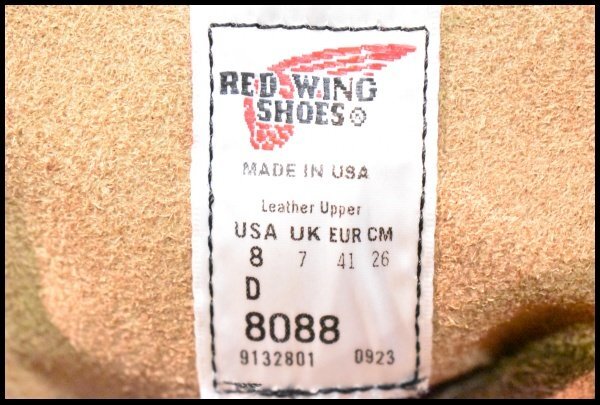 RED WING
SHOES®
MADE IN USA
Leather Upper
USA UK EUR CM
8 7 41 26
D
8088
9132801 0923